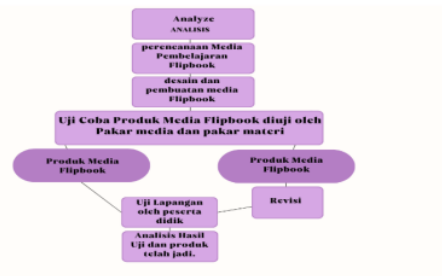 Analyze
ANALISIS
perencanaan Media
Pembelajaran
Flipbook
desain dan
pembuatan media
Flipbook
Uji Coba Produk Media Flipbook diuji oleh
Pakar media dan pakar materi
Produk Media
Flipbook
Produk Media
Flipbook
Revisi
Uji Lapangan
oleh peserta
didik
Analisis Hasil
Uji dan produk
telah jadi.